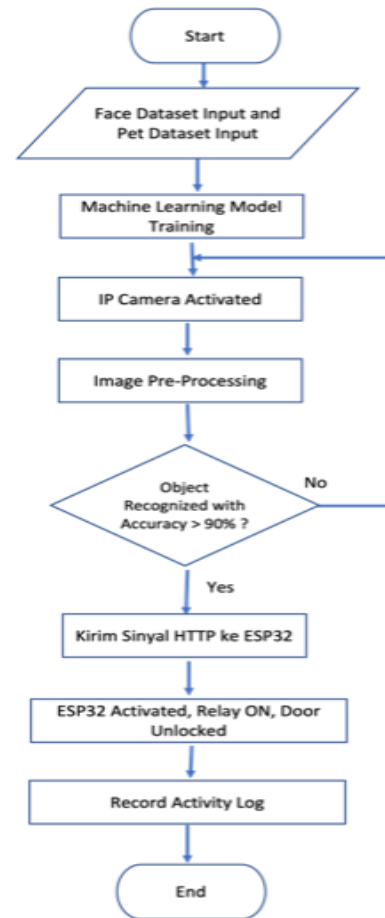 Start
Face Dataset Input and
Pet Dataset Input
Machine Learning Model
Training
IP Camera Activated
Image Pre-Processing
Object
Recognized with
Accuracy > 90% ?
No
Yes
Kirim Sinyal HTTP ke ESP32
ESP32 Activated, Relay ON, Door
Unlocked
Record Activity Log
End